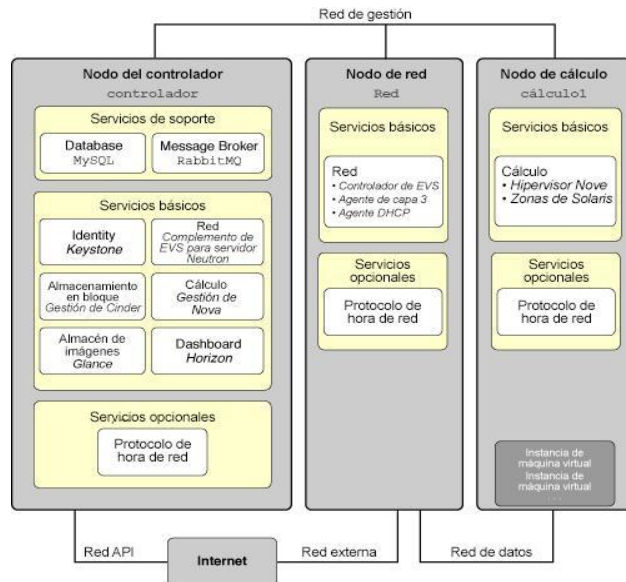 Red de gestión
Nodo del controlador
controlador
Servicios de soporte
Database
MySQL
Message Broker
RabbitMQ
Servicios básicos
Identity
Keystone
Red
Complemento de
EVS para servidor
Neutron
Almacenamiento
en bloque
Gestión de Cinder
Cálculo
Gestión de
Nova
Almacén de
imágenes
Glance
Dashboard
Horizon
Servicios opcionales
Protocolo de
hora de red
Nodo de red
Red
Servicios básicos
Red
• Controlador de EVS
• Agente de capa 3
• Agente DHCP
Servicios
opcionales
Protocolo de
hora de red
Nodo de cálculo
cálculo1
Servicios básicos
Cálculo
• Hipervisor Nove
• Zonas de Solaris
Servicios
opcionales
Protocolo de
hora de red
Instancia de
máquina virtual
Instancia de
máquina virtual
. . .
Red API
Internet
Red externa
Red de datos